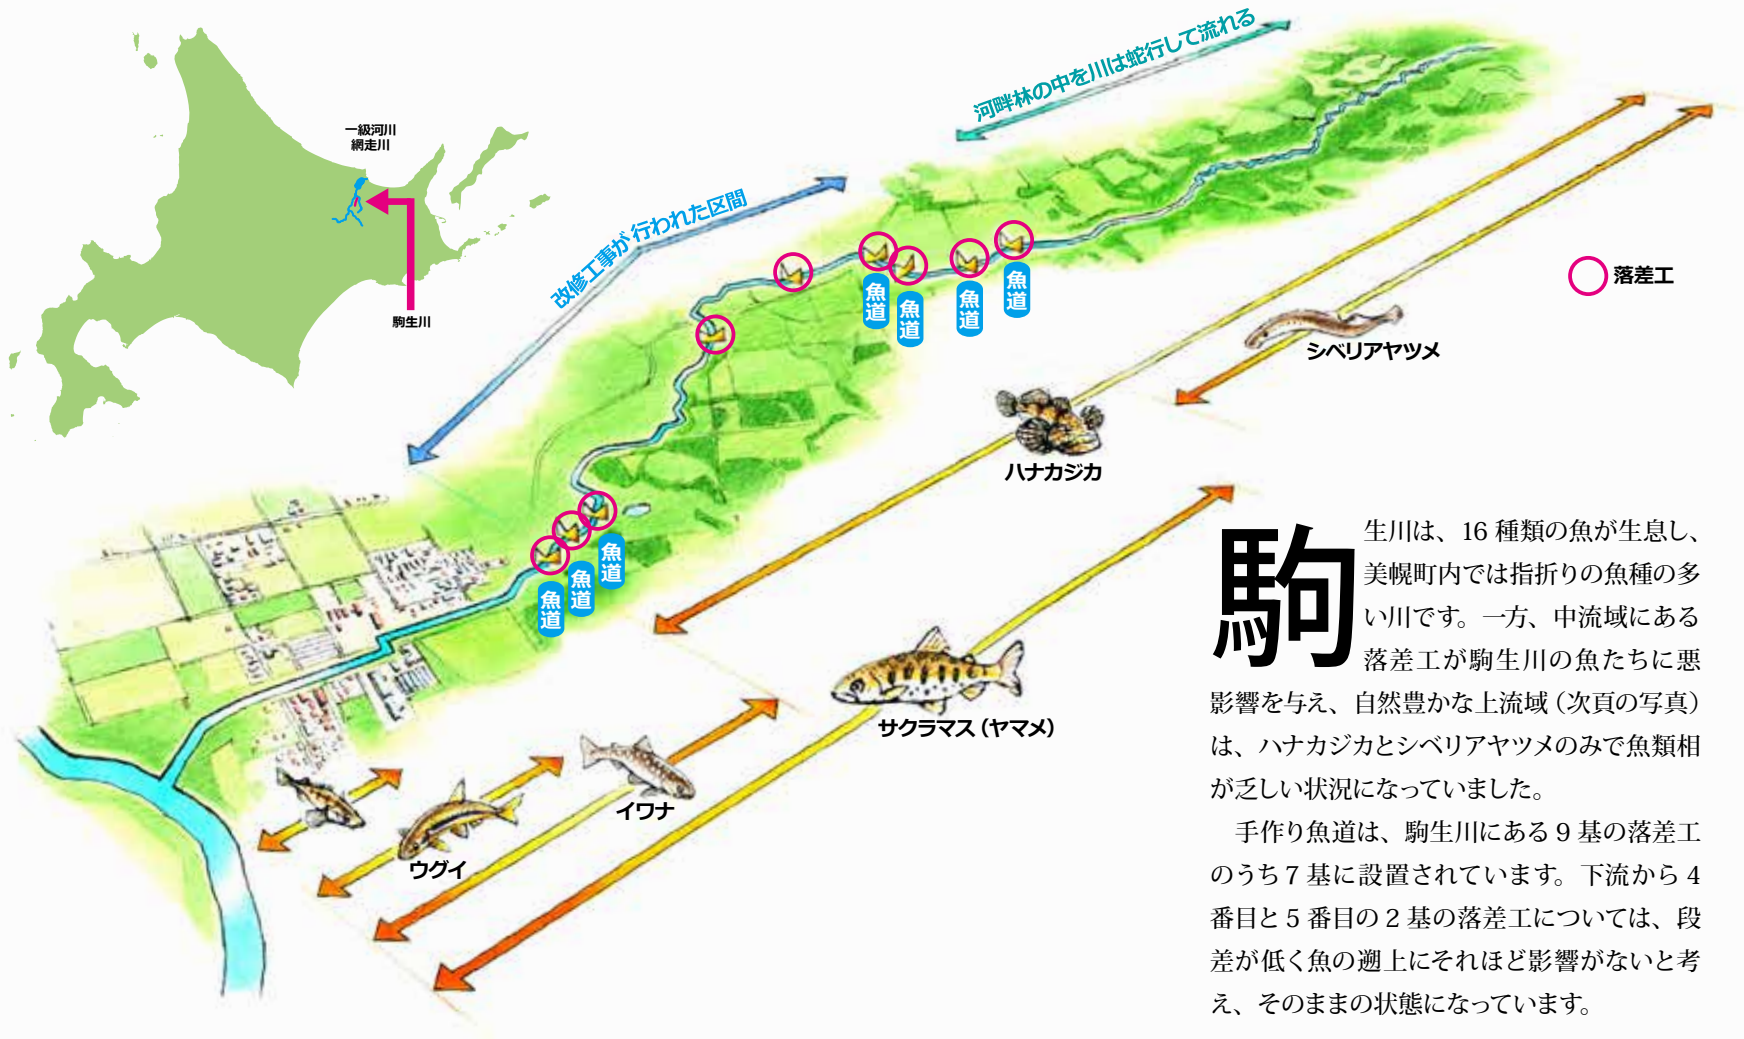 一級河川
網走川
駒生川
河畔林の中を川は蛇行して流れる
改修工事が行われた区間
魚道
魚道
魚道
魚道
落差工
シベリアヤツメ
ハナカジカ
魚道
魚道
魚道
サクラマス（ヤマメ）
イワナ
ウグイ
駒生川は、16 種類の魚が生息し、
美幌町内では指折りの魚種の多
い川です。一方、中流域にある
落差工が駒生川の魚たちに悪
影響を与え、自然豊かな上流域（次頁の写真）
は、ハナカジカとシベリアヤツメのみで魚類相
が乏しい状況になっていました。
手作り魚道は、駒生川にある 9 基の落差工
のうち 7 基に設置されています。下流から 4
番目と 5 番目の 2 基の落差工については、段
差が低く魚の遡上にそれほど影響がないと考
え、そのままの状態になっています。